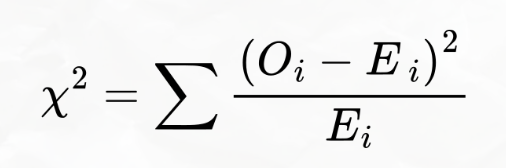 χ² = ∑ (Oᵢ − Eᵢ)² / Eᵢ